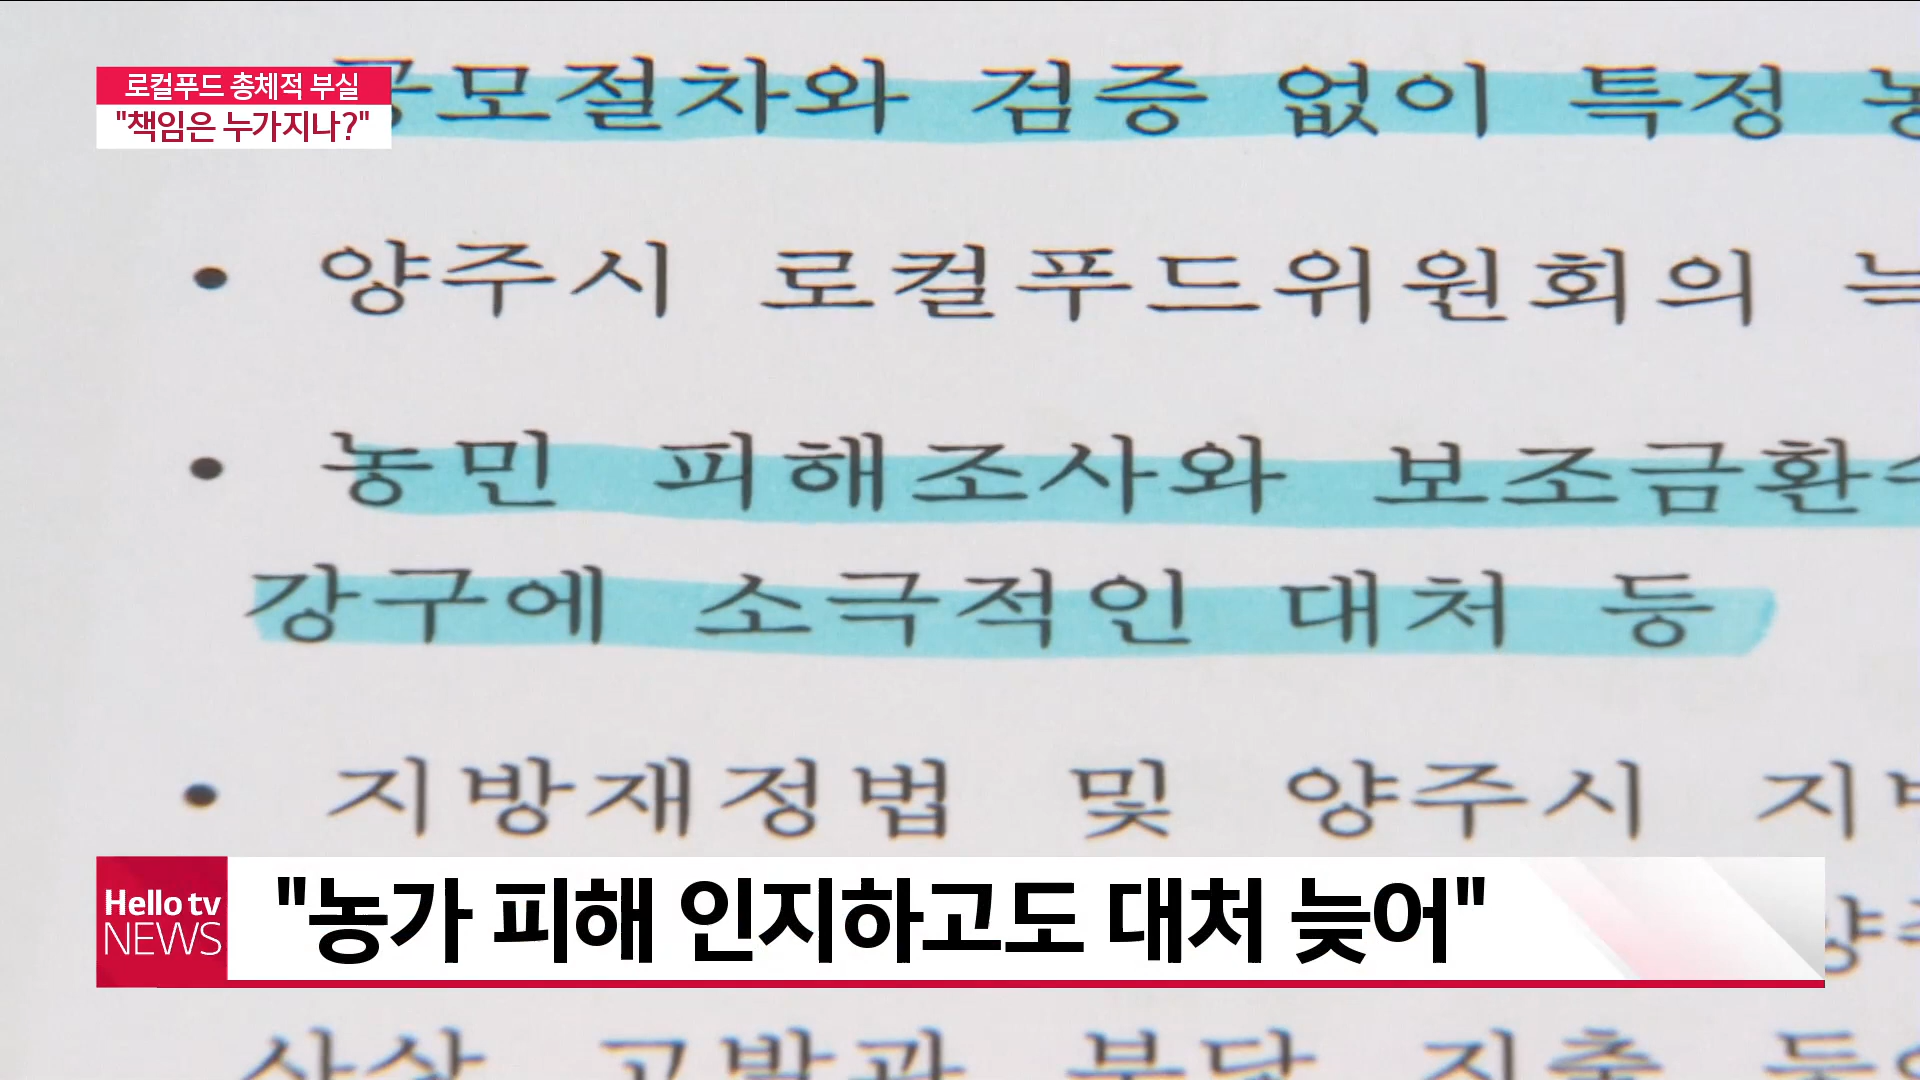 로컬푸드 총체적 부실
"책임은 누가지나?"
공모절차와 검증 없이 특정
• 양주시 로컬푸드위원회의
• 농민 피해조사와 보조금환수
강구에 소극적인 대처 등
• 지방재정법 및 양주시
Hello tv
NEWS
"농가 피해 인지하고도 대처 늦어"